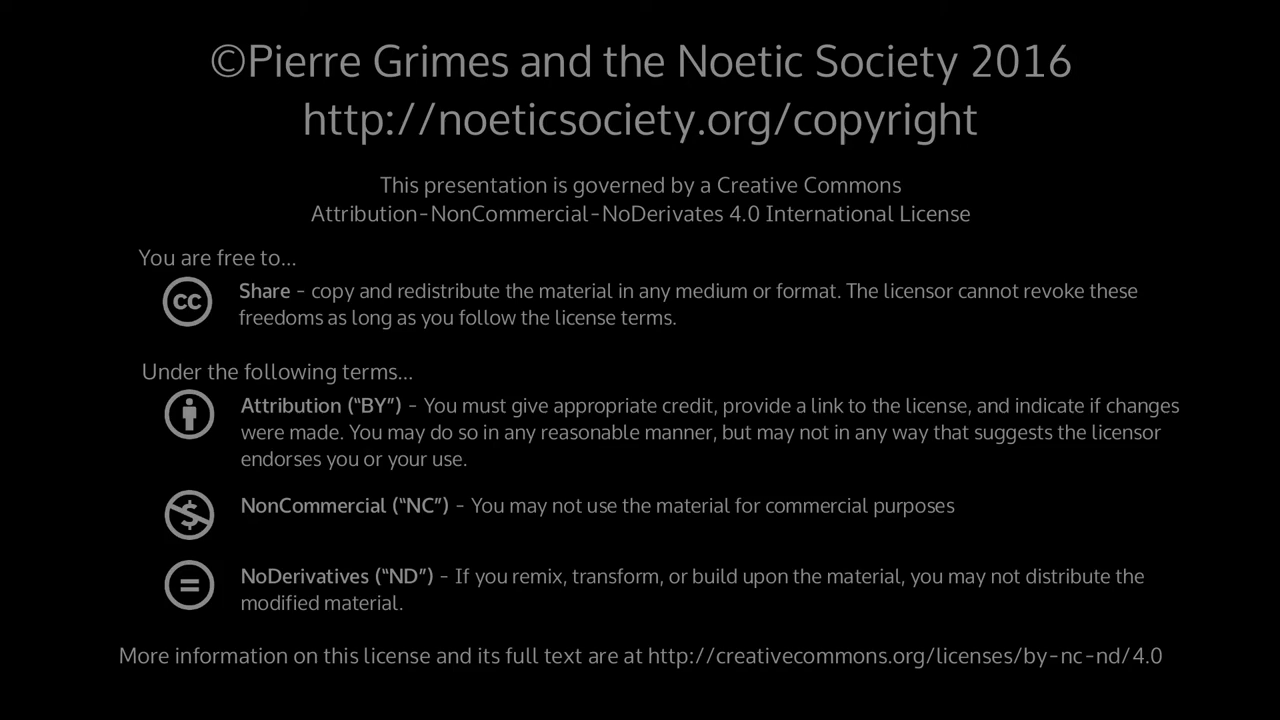 ©Pierre Grimes and the Noetic Society 2016
http://noeticsociety.org/copyright
This presentation is governed by a Creative Commons
Attribution-NonCommercial-NoDerivates 4.0 International License
You are free to...
cc
Share - copy and redistribute the material in any medium or format. The licensor cannot revoke these
freedoms as long as you follow the license terms.
Under the following terms...
Attribution (“BY”) - You must give appropriate credit, provide a link to the license, and indicate if changes
were made. You may do so in any reasonable manner, but may not in any way that suggests the licensor
endorses you or your use.
$
NonCommercial (“NC”) - You may not use the material for commercial purposes
=
NoDerivatives (“ND”) - If you remix, transform, or build upon the material, you may not distribute the
modified material.
More information on this license and its full text are at http://creativecommons.org/licenses/by-nc-nd/4.0